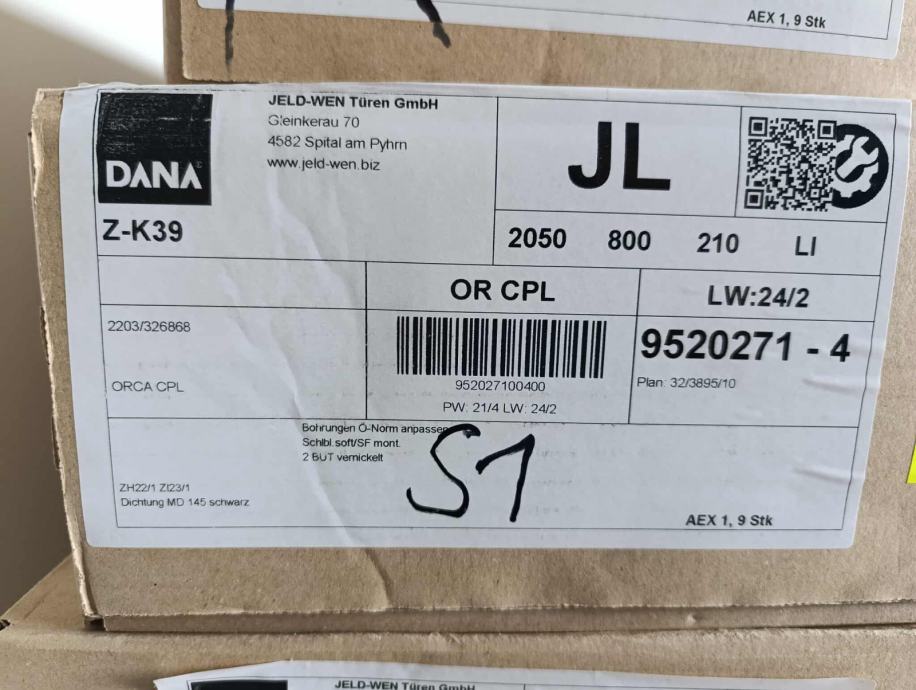 AEX 1, 9 Stk
DANA
JELD-WEN Türen GmbH
Gleinkerau 70
4582 Spital am Pyhrn
www.jeld-wen.biz
JL
Z-K39
2050 800 210 LI
OR CPL
LW:24/2
2203/326868
9520271 - 4
ORCA CPL
952027100400
Plan: 32/3895/10
PW: 21/4 LW: 24/2
Bohrungen Ö-Norm anpassen
Schlbl.soft/SF mont.
2 BUT vernickelt
S1
ZH22/1 ZI23/1
Dichtung MD 145 schwarz
AEX 1, 9 Stk
JELD-WEN Türen GmbH